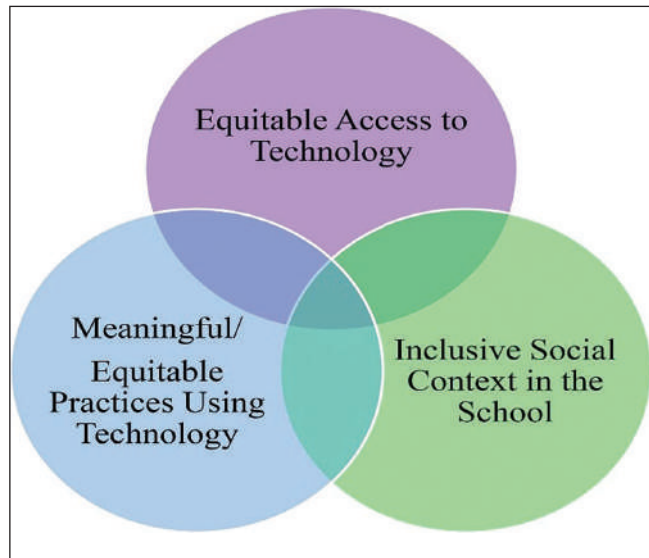 Equitable Access to
Technology
Meaningful/
Equitable
Practices Using
Technology
Inclusive Social
Context in the
School